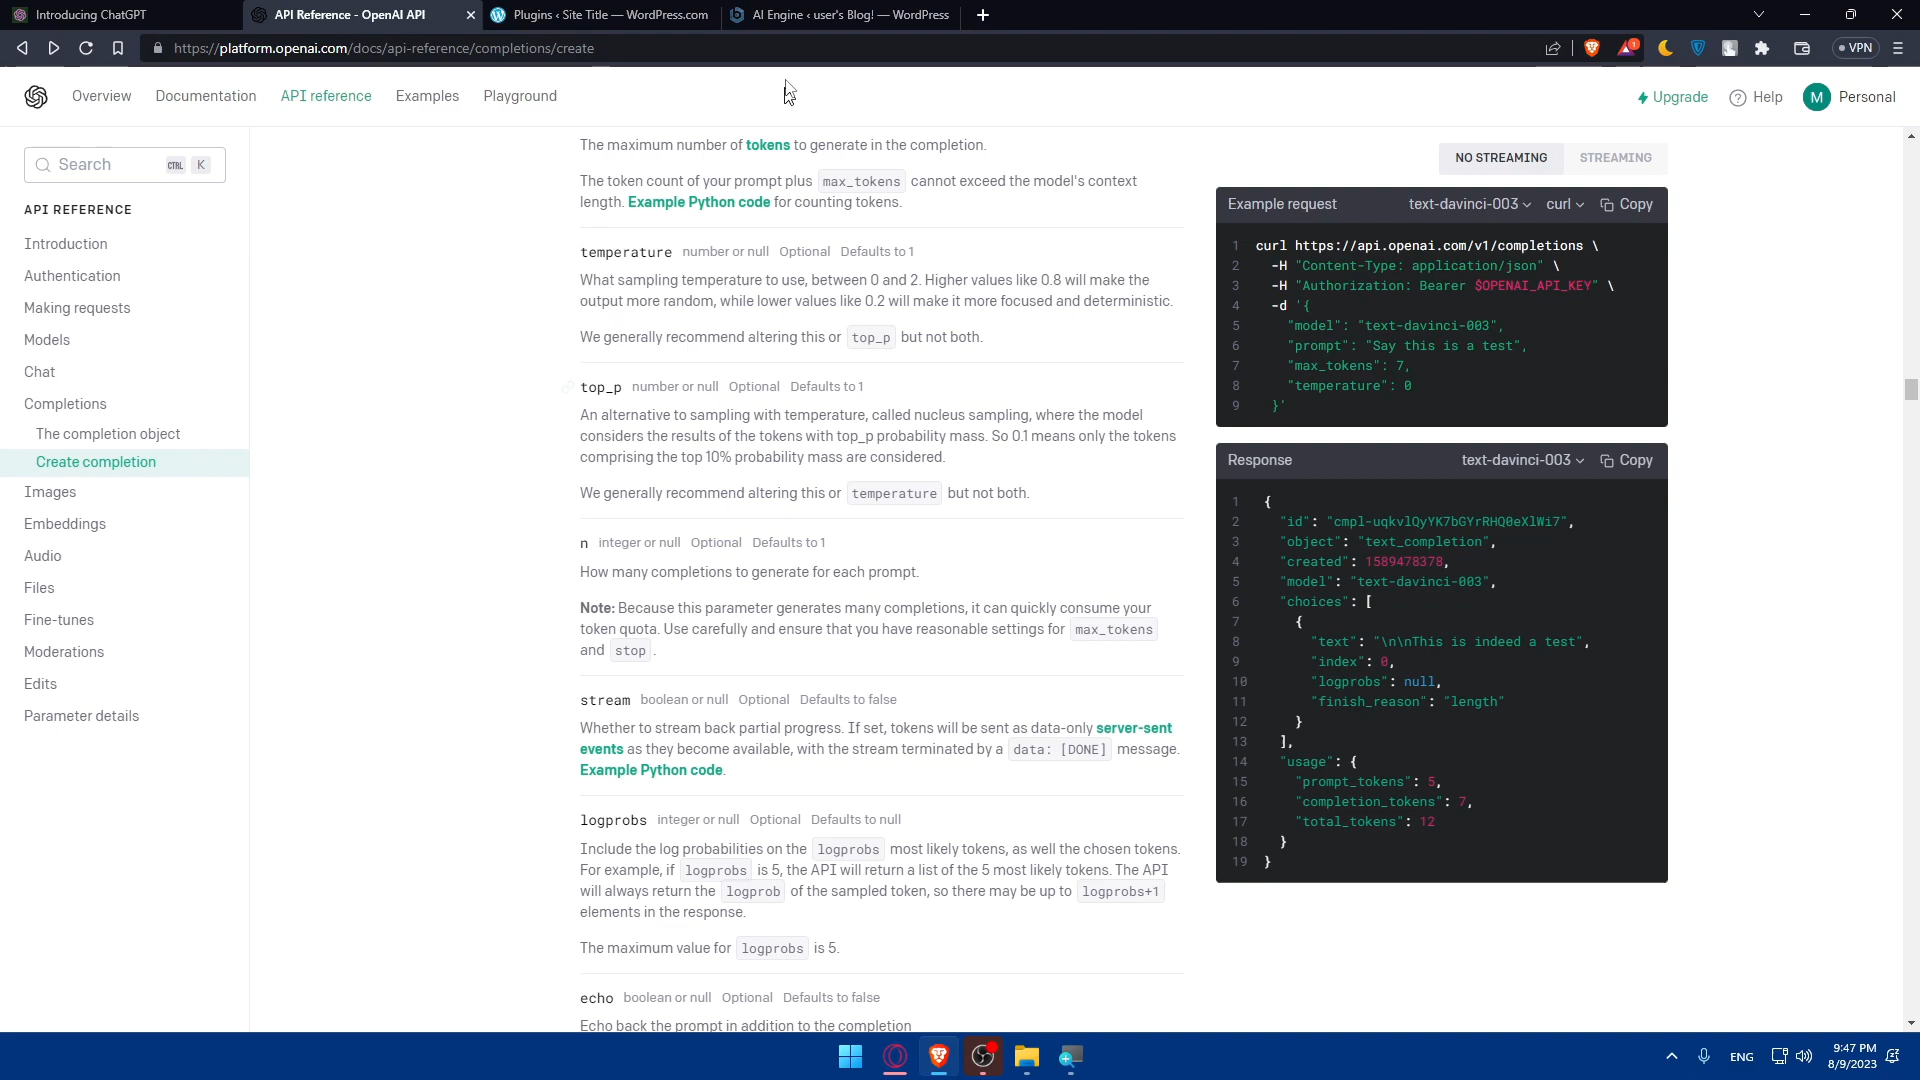 Introducing ChatGPT
API Reference - OpenAI API
Plugins ‹ Site Title — WordPress.com
AI Engine ‹ user's Blog! — WordPress
https://platform.openai.com/docs/api-reference/completions/create
1
VPN
Overview
Documentation
API reference
Examples
Playground
Upgrade
Help
M
Personal
Search
CTRL
K
API REFERENCE
Introduction
Authentication
Making requests
Models
Chat
Completions
The completion object
Create completion
Images
Embeddings
Audio
Files
Fine-tunes
Moderations
Edits
Parameter details
The maximum number of tokens to generate in the completion.
The token count of your prompt plus max_tokens cannot exceed the model's context
length. Example Python code for counting tokens.
temperature number or null Optional Defaults to 1
What sampling temperature to use, between 0 and 2. Higher values like 0.8 will make the
output more random, while lower values like 0.2 will make it more focused and deterministic.
We generally recommend altering this or top_p but not both.
top_p number or null Optional Defaults to 1
An alternative to sampling with temperature, called nucleus sampling, where the model
considers the results of the tokens with top_p probability mass. So 0.1 means only the tokens
comprising the top 10% probability mass are considered.
We generally recommend altering this or temperature but not both.
n integer or null Optional Defaults to 1
How many completions to generate for each prompt.
Note: Because this parameter generates many completions, it can quickly consume your
token quota. Use carefully and ensure that you have reasonable settings for max_tokens
and stop.
stream boolean or null Optional Defaults to false
Whether to stream back partial progress. If set, tokens will be sent as data-only server-sent
events as they become available, with the stream terminated by a data: [DONE] message.
Example Python code.
logprobs integer or null Optional Defaults to null
Include the log probabilities on the logprobs most likely tokens, as well the chosen tokens.
For example, if logprobs is 5, the API will return a list of the 5 most likely tokens. The API
will always return the logprob of the sampled token, so there may be up to logprobs+1
elements in the response.
The maximum value for logprobs is 5.
echo boolean or null Optional Defaults to false
Echo back the prompt in addition to the completion
NO STREAMING
STREAMING
Example request
text-davinci-003
curl
Copy
1 curl https://api.openai.com/v1/completions \
2 -H "Content-Type: application/json" \
3 -H "Authorization: Bearer $OPENAI_API_KEY" \
4 -d '{
5 "model": "text-davinci-003",
6 "prompt": "Say this is a test",
7 "max_tokens": 7,
8 "temperature": 0
9 }'
Response
text-davinci-003
Copy
1 {
2 "id": "cmpl-uqkvlQyYK7bGYrRHQ0eXlWi7",
3 "object": "text_completion",
4 "created": 1589478378,
5 "model": "text-davinci-003",
6 "choices": [
7 {
8 "text": "\n\nThis is indeed a test",
9 "index": 0,
10 "logprobs": null,
11 "finish_reason": "length"
12 }
13 ],
14 "usage": {
15 "prompt_tokens": 5,
16 "completion_tokens": 7,
17 "total_tokens": 12
18 }
19 }
ENG
9:47 PM
8/9/2023